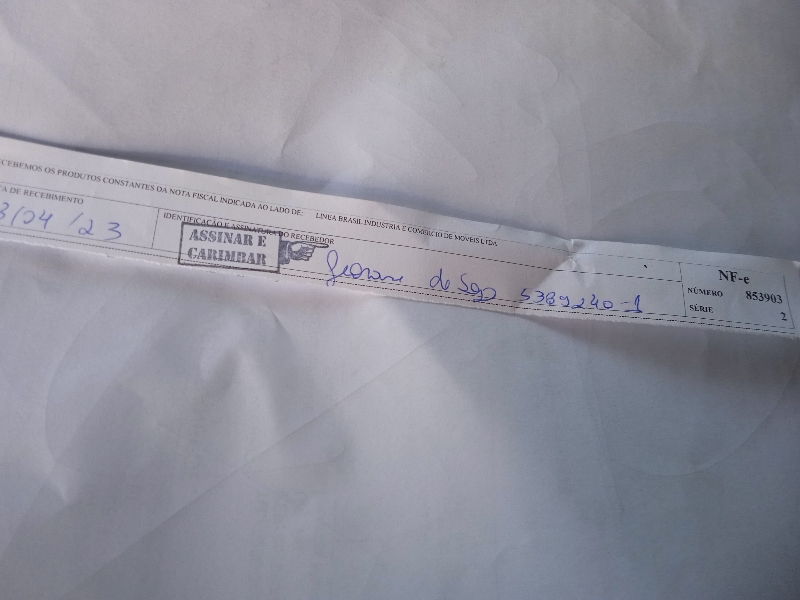 CEBEMOS OS PRODUTOS CONSTANTES DA NOTA FISCAL INDICADA AO LADO DE: LINEA BRASIL INDUSTRIA E COMERCIO DE MOVEIS LTDA
TA DE RECEBIMENTO
3/04/23
IDENTIFICAÇÃO E ASSINATURA DO RECEBEDOR
ASSINAR E
CARIMBAR
5389240-1
NF-e
NÚMERO 853903
SÉRIE 2